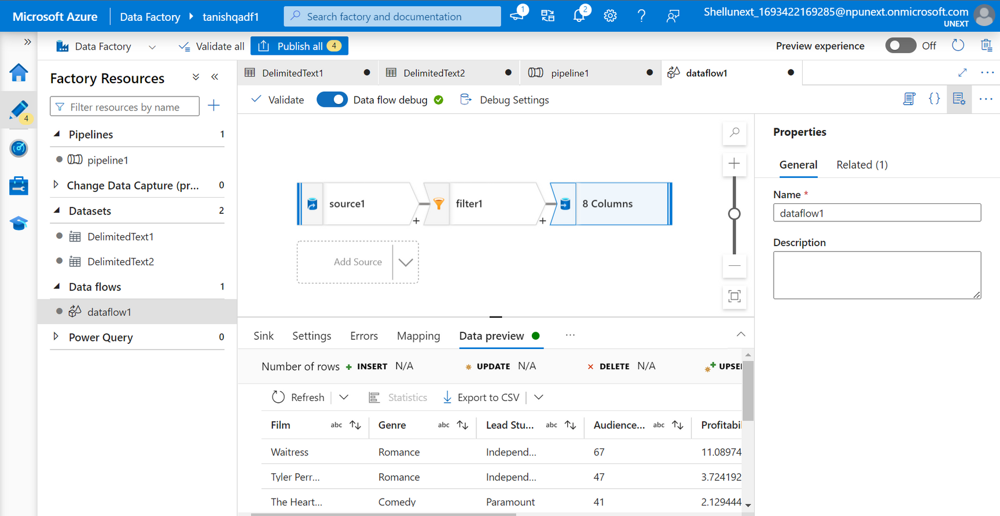 Microsoft Azure
Data Factory
tanishqadf1
Search factory and documentation
1
2
Shellunext_1693422169285@npunext.onmicrosoft.com
UNEXT
Data Factory
Validate all
Publish all 4
Preview experience
Off
4
Factory Resources
Filter resources by name
Pipelines 1
pipeline1
Change Data Capture (pr... 0
Datasets 2
DelimitedText1
DelimitedText2
Data flows 1
dataflow1
Power Query 0
DelimitedText1
DelimitedText2
pipeline1
dataflow1
Validate
Data flow debug
Debug Settings
source1
filter1
8 Columns
Add Source
Sink
Settings
Errors
Mapping
Data preview
Number of rows + INSERT N/A
UPDATE N/A
DELETE N/A
UPSE
Refresh
Statistics
Export to CSV
Film abc Genre abc Lead Stu... abc Audience... abc Profitabi
Waitress Romance Independ... 67 11.08974
Tyler Perr... Romance Independ... 47 3.724192
The Heart... Comedy Paramount 41 2.129444
Properties
General
Related (1)
Name *
dataflow1
Description